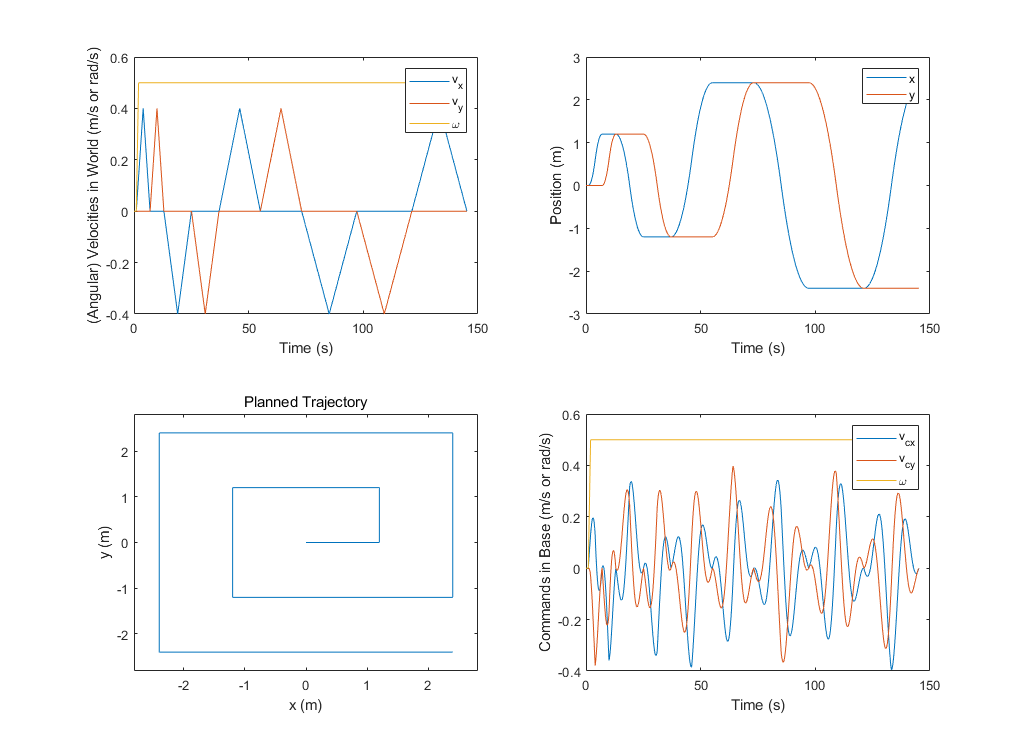 (Angular) Velocities in World (m/s or rad/s)
0.6
0.4
0.2
0
-0.2
-0.4
0
50
100
150
Time (s)
v_x
v_y
ω
Position (m)
3
2
1
0
-1
-2
-3
0
50
100
150
Time (s)
x
y
Planned Trajectory
y (m)
2
1
0
-1
-2
-2
-1
0
1
2
x (m)
Commands in Base (m/s or rad/s)
0.6
0.4
0.2
0
-0.2
-0.4
0
50
100
150
Time (s)
v_cx
v_cy
ω